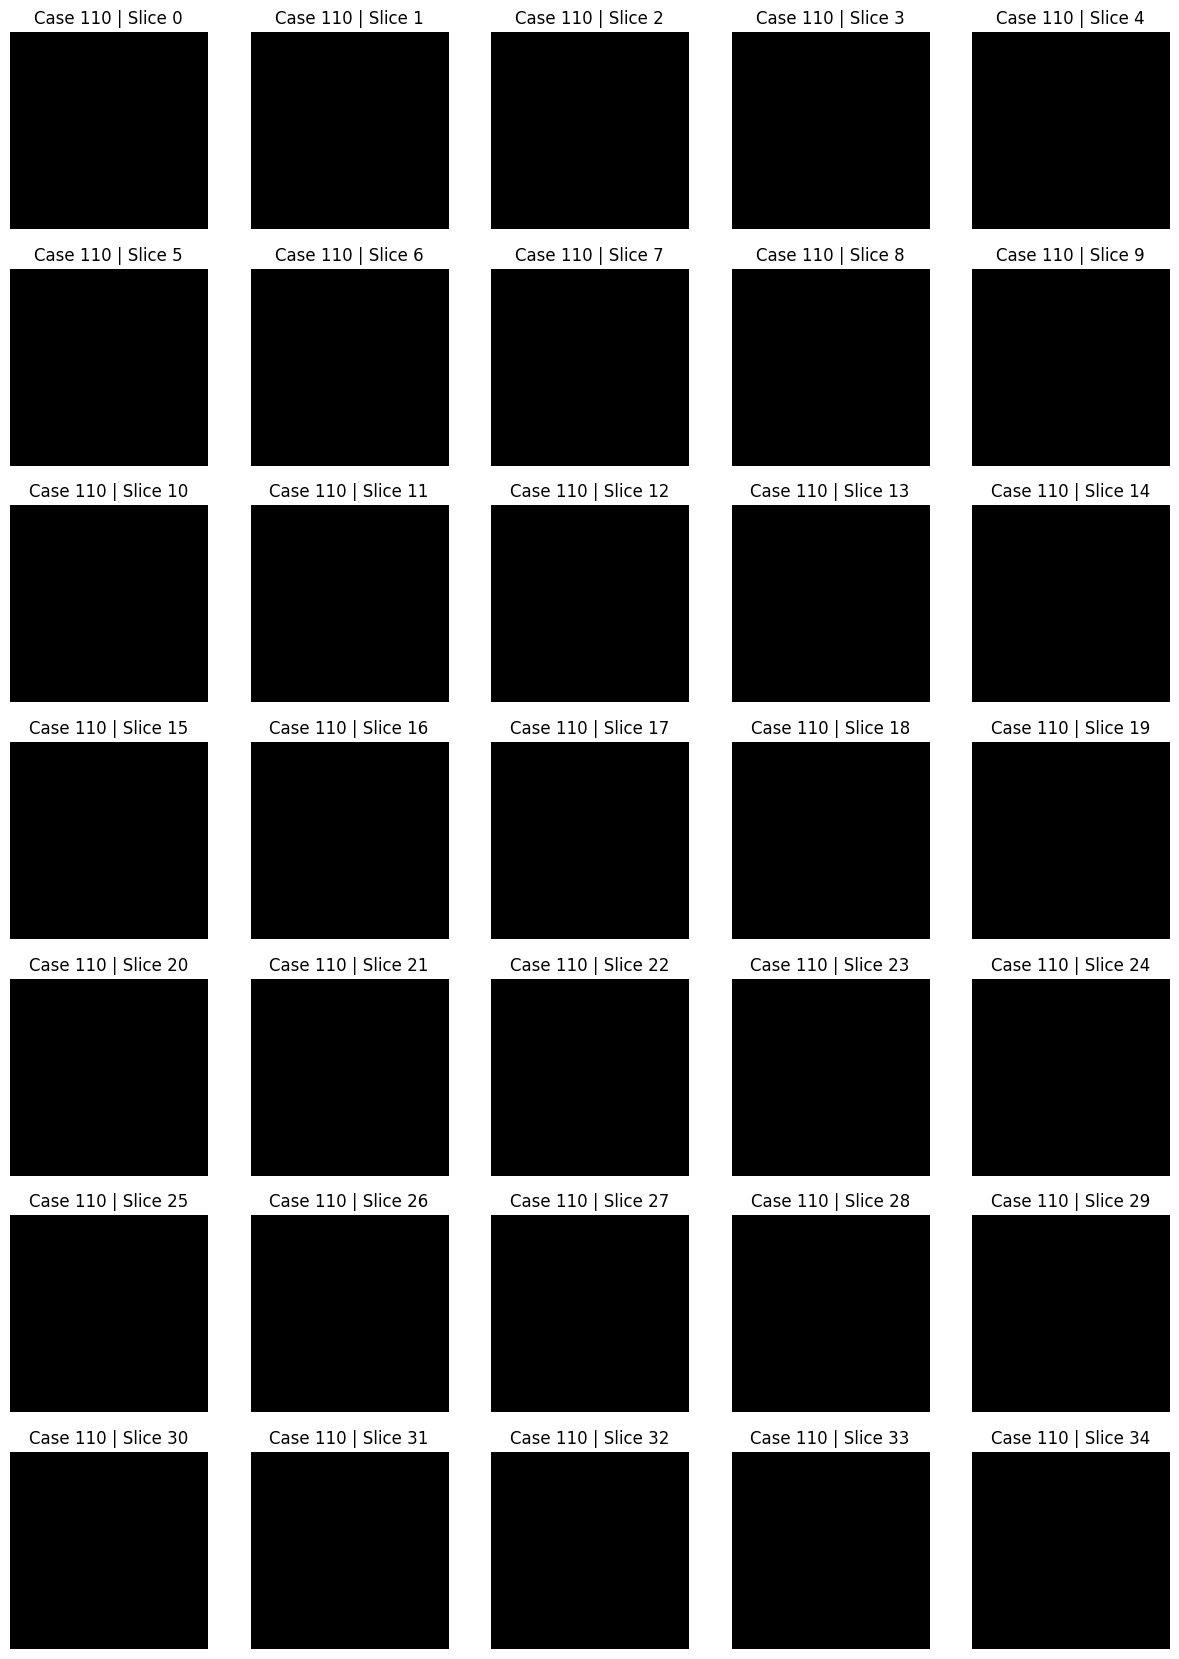 Case 110 | Slice 0 Case 110 | Slice 1 Case 110 | Slice 2 Case 110 | Slice 3 Case 110 | Slice 4
Case 110 | Slice 5 Case 110 | Slice 6 Case 110 | Slice 7 Case 110 | Slice 8 Case 110 | Slice 9
Case 110 | Slice 10 Case 110 | Slice 11 Case 110 | Slice 12 Case 110 | Slice 13 Case 110 | Slice 14
Case 110 | Slice 15 Case 110 | Slice 16 Case 110 | Slice 17 Case 110 | Slice 18 Case 110 | Slice 19
Case 110 | Slice 20 Case 110 | Slice 21 Case 110 | Slice 22 Case 110 | Slice 23 Case 110 | Slice 24
Case 110 | Slice 25 Case 110 | Slice 26 Case 110 | Slice 27 Case 110 | Slice 28 Case 110 | Slice 29
Case 110 | Slice 30 Case 110 | Slice 31 Case 110 | Slice 32 Case 110 | Slice 33 Case 110 | Slice 34